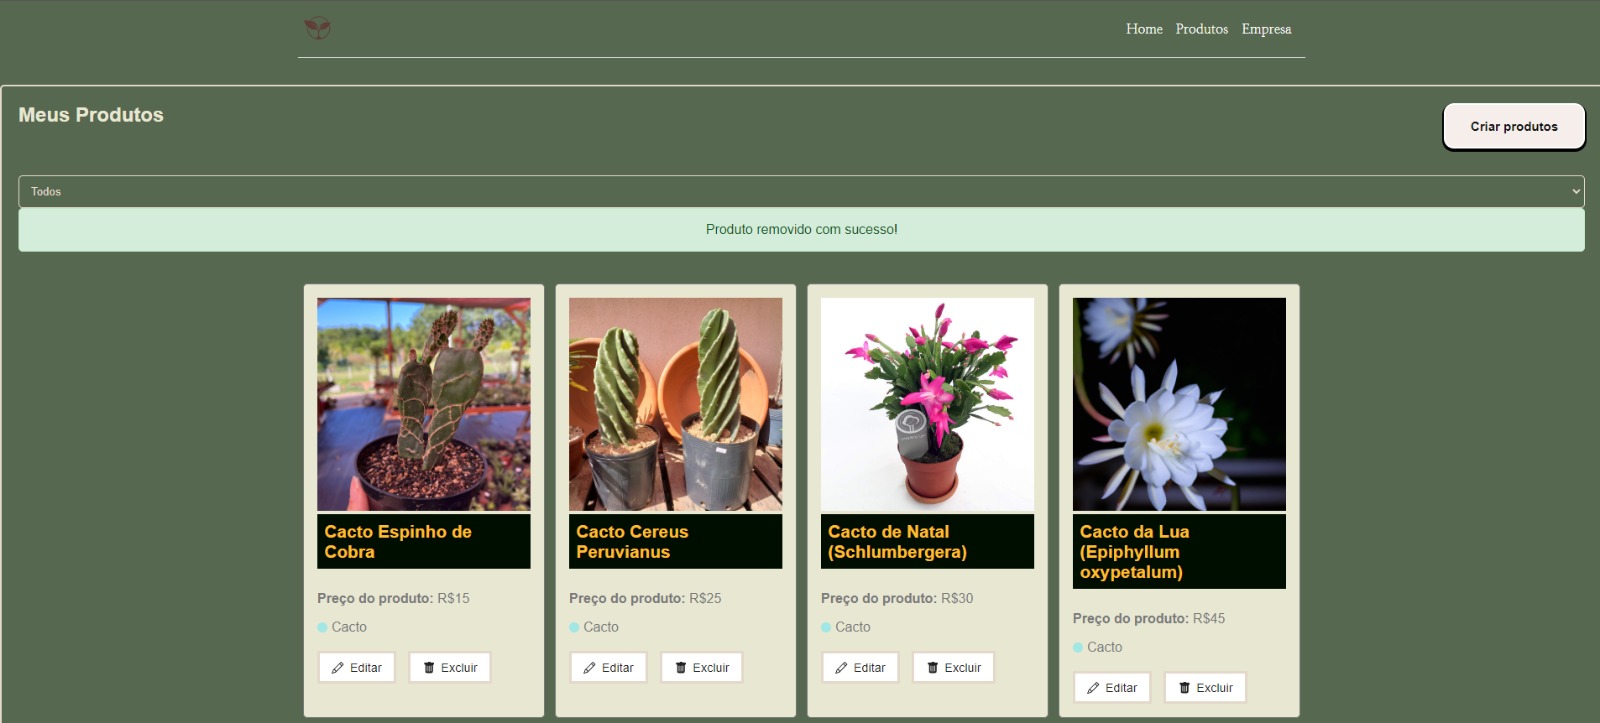 Home Produtos Empresa
Meus Produtos
Criar produtos
Todos
Produto removido com sucesso!
Cacto Espinho de
Cobra
Preço do produto: R$15
Cacto
Editar Excluir
Cacto Cereus
Peruvianus
Preço do produto: R$25
Cacto
Editar Excluir
Cacto de Natal
(Schlumbergera)
Preço do produto: R$30
Cacto
Editar Excluir
Cacto da Lua
(Epiphyllum
oxypetalum)
Preço do produto: R$45
Cacto
Editar Excluir